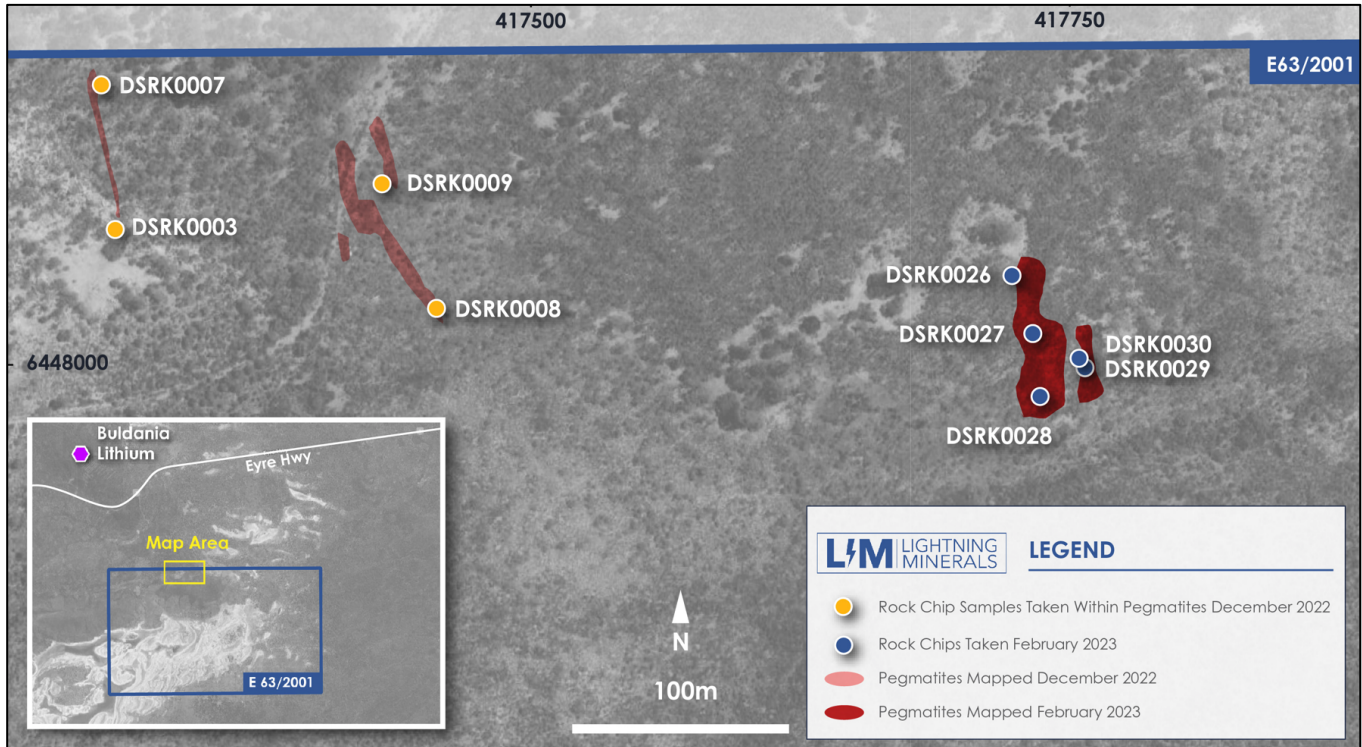 417500
417750
E63/2001
DSRK0007
DSRK0009
DSRK0003
DSRK0026
DSRK0008
DSRK0027
DSRK0030
6448000
DSRK0029
DSRK0028
Buldania
Lithium
Eyre Hwy
Map Area
E 63/2001
N
100m
LM LIGHTNING
MINERALS
LEGEND
Rock Chip Samples Taken Within Pegmatites December 2022
Rock Chips Taken February 2023
Pegmatites Mapped December 2022
Pegmatites Mapped February 2023